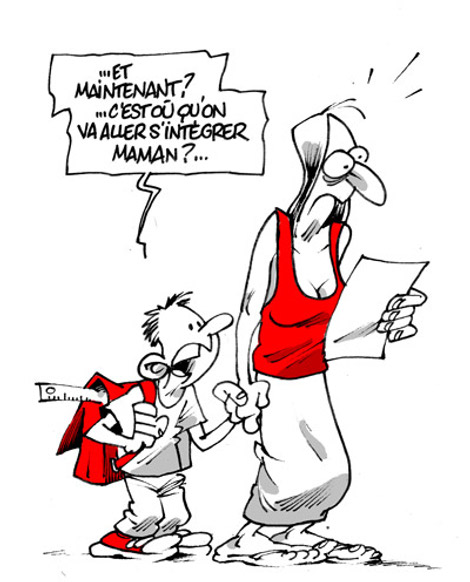 ...ET
MAINTENANT?,
...C'EST OÙ QU'ON
VA ALLER S'INTÉGRER
MAMAN?...